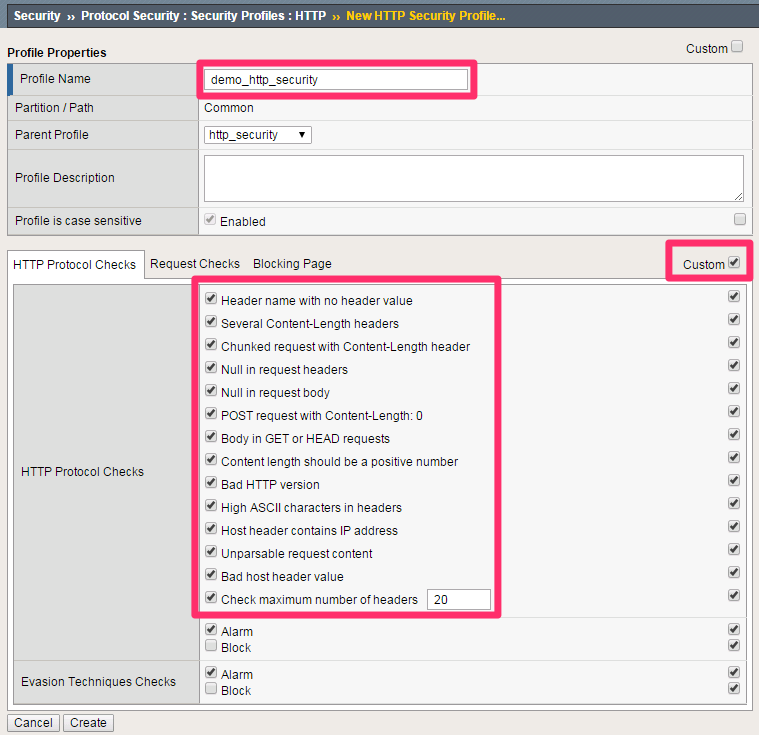 Security ›› Protocol Security : Security Profiles : HTTP ›› New HTTP Security Profile...
Profile Properties
Custom
Profile Name demo_http_security
Partition / Path Common
Parent Profile http_security
Profile Description
Profile is case sensitive Enabled
HTTP Protocol Checks Request Checks Blocking Page Custom
Header name with no header value
Several Content-Length headers
Chunked request with Content-Length header
Null in request headers
Null in request body
POST request with Content-Length: 0
Body in GET or HEAD requests
Content length should be a positive number
HTTP Protocol Checks
Bad HTTP version
High ASCII characters in headers
Host header contains IP address
Unparsable request content
Bad host header value
Check maximum number of headers 20
Alarm
Block
Evasion Techniques Checks
Alarm
Block
Cancel Create